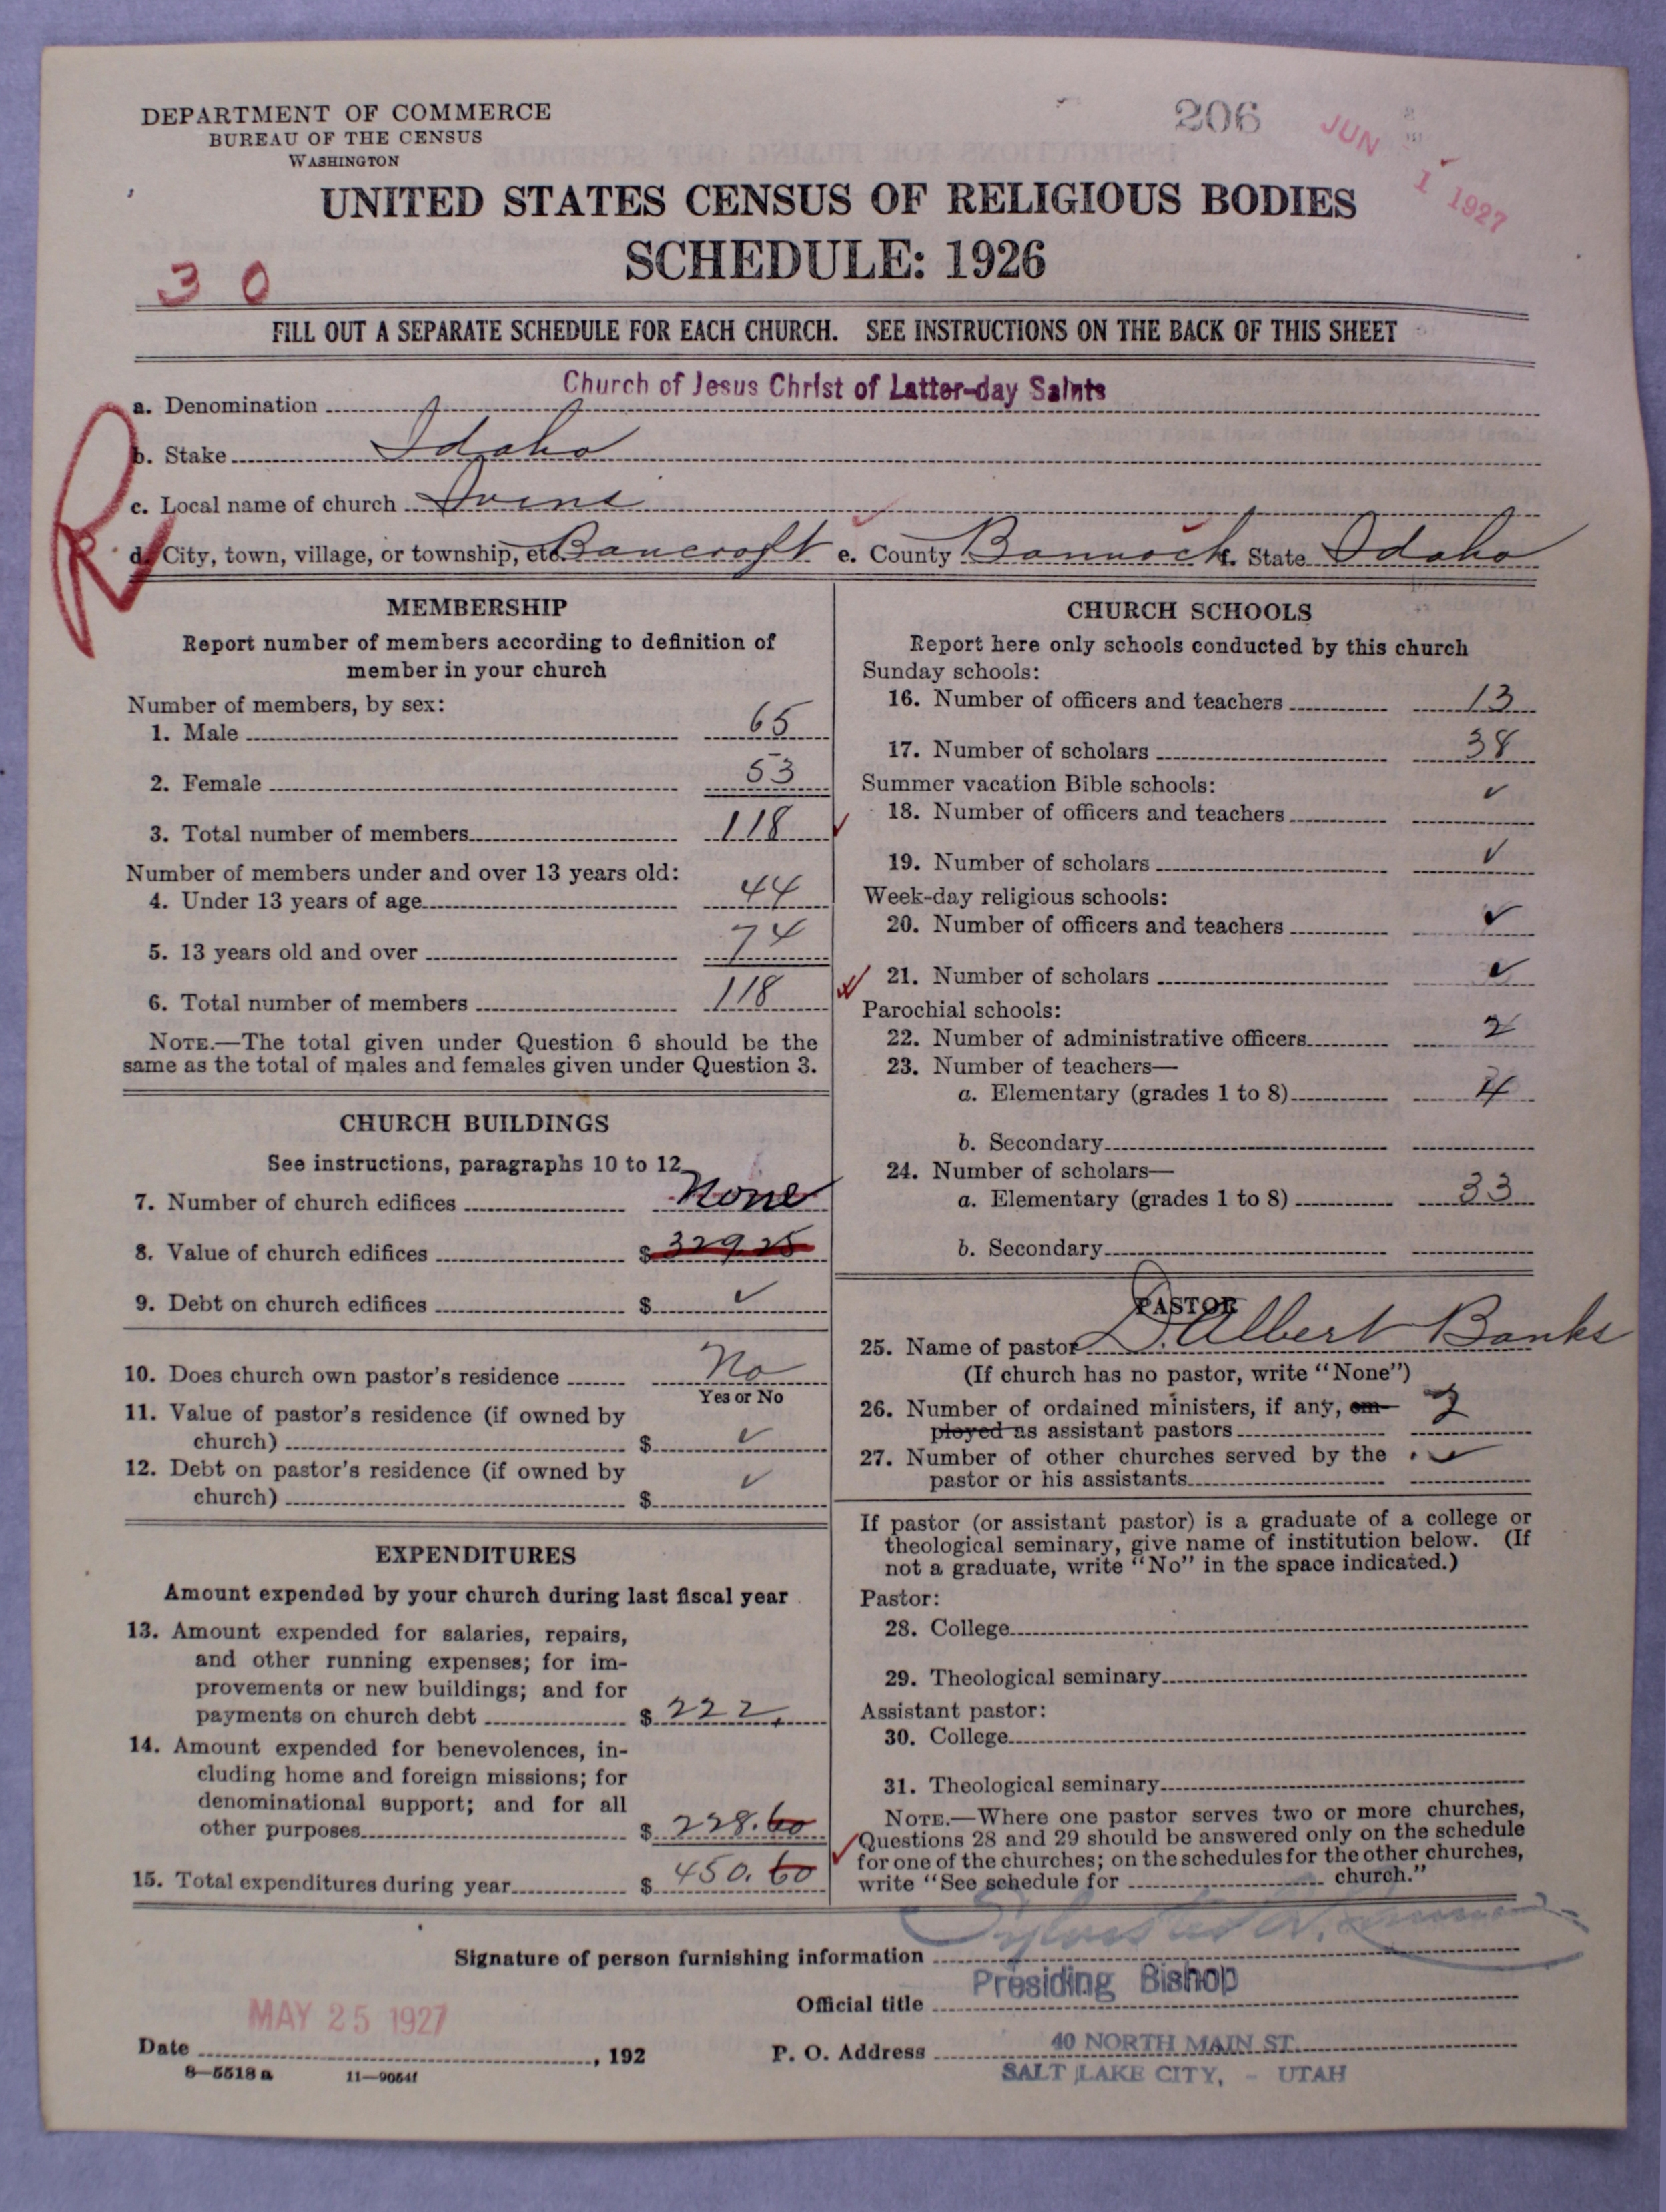 DEPARTMENT OF COMMERCE
BUREAU OF THE CENSUS
WASHINGTON
206
JUN 1 1927
UNITED STATES CENSUS OF RELIGIOUS BODIES
SCHEDULE: 1926
3 0
FILL OUT A SEPARATE SCHEDULE FOR EACH CHURCH. SEE INSTRUCTIONS ON THE BACK OF THIS SHEET
R
a. Denomination Church of Jesus Christ of Latter-day Saints
b. Stake Idaho
c. Local name of church Ivins
d. City, town, village, or township, etc. Bancroft e. County Bannock f. State Idaho
MEMBERSHIP
Report number of members according to definition of
member in your church
Number of members, by sex:
1. Male 65
2. Female 53
3. Total number of members 118 ✓
Number of members under and over 13 years old:
4. Under 13 years of age 44
5. 13 years old and over 74
6. Total number of members 118 ✓
NOTE.—The total given under Question 6 should be the
same as the total of males and females given under Question 3.
CHURCH BUILDINGS
See instructions, paragraphs 10 to 12
7. Number of church edifices None
8. Value of church edifices $ 329.25
9. Debt on church edifices $ ✓
10. Does church own pastor's residence No
Yes or No
11. Value of pastor's residence (if owned by
church) $ ✓
12. Debt on pastor's residence (if owned by
church) $ ✓
EXPENDITURES
Amount expended by your church during last fiscal year
13. Amount expended for salaries, repairs,
and other running expenses; for im-
provements or new buildings; and for
payments on church debt $ 222.
14. Amount expended for benevolences, in-
cluding home and foreign missions; for
denominational support; and for all
other purposes $ 228.60
15. Total expenditures during year $ 450.60 ✓
CHURCH SCHOOLS
Report here only schools conducted by this church
Sunday schools:
16. Number of officers and teachers 13
17. Number of scholars 38
Summer vacation Bible schools:
18. Number of officers and teachers ✓
19. Number of scholars ✓
Week-day religious schools:
20. Number of officers and teachers ✓
21. Number of scholars ✓
Parochial schools:
22. Number of administrative officers 2
23. Number of teachers—
a. Elementary (grades 1 to 8) 4
b. Secondary
24. Number of scholars—
a. Elementary (grades 1 to 8) 33
b. Secondary
PASTOR
25. Name of pastor D. Albert Banks
(If church has no pastor, write "None")
26. Number of ordained ministers, if any, em-
ployed as assistant pastors 2
27. Number of other churches served by the
pastor or his assistants ✓
If pastor (or assistant pastor) is a graduate of a college or
theological seminary, give name of institution below. (If
not a graduate, write "No" in the space indicated.)
Pastor:
28. College
29. Theological seminary
Assistant pastor:
30. College
31. Theological seminary
NOTE.—Where one pastor serves two or more churches,
Questions 28 and 29 should be answered only on the schedule
for one of the churches; on the schedules for the other churches,
write "See schedule for church."
Signature of person furnishing information
Official title Presiding Bishop
MAY 25 1927
Date , 192
P. O. Address 40 NORTH MAIN ST.
SALT LAKE CITY, - UTAH
8—5518 a 11—9054f